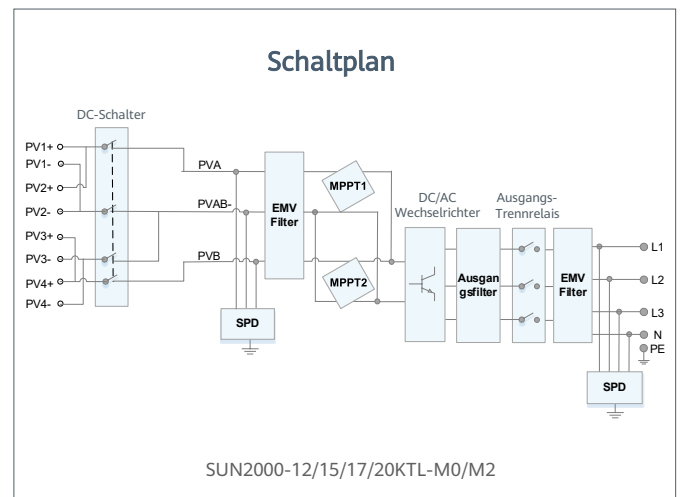 Schaltplan
DC-Schalter
PV1+
PV1-
PV2+
PV2-
PV3+
PV3-
PV4+
PV4-
PVA
PVAB-
PVB
EMV
Filter
SPD
MPPT1
MPPT2
DC/AC
Wechselrichter
Ausgan
gsfilter
Ausgangs-
Trennrelais
EMV
Filter
L1
L2
L3
N
PE
SPD
SUN2000-12/15/17/20KTL-M0/M2